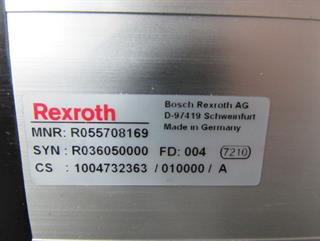 Rexroth
Bosch Rexroth AG
D-97419 Schweinfurt
Made in Germany
MNR: R055708169
SYN : R036050000 FD: 004 7210
CS : 1004732363 / 010000 / A